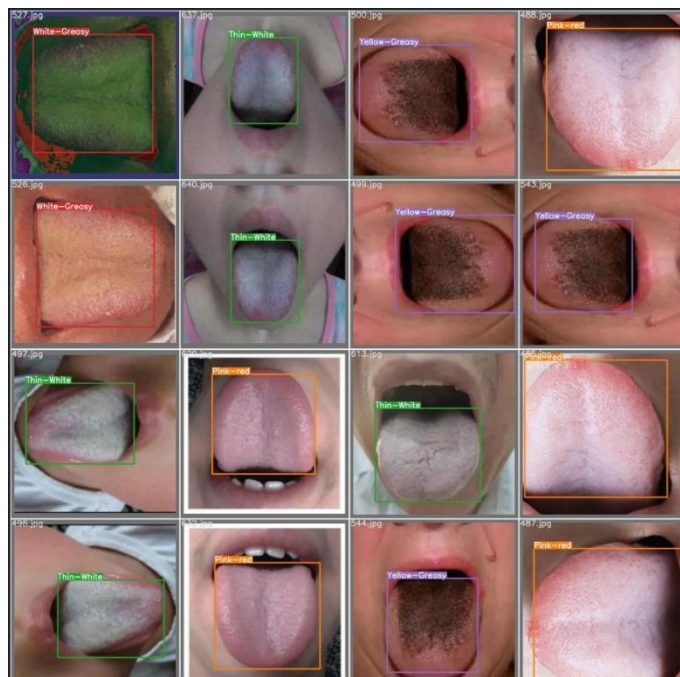 527.jpg
White-Greasy
637.jpg
Thin-White
500.jpg
Yellow-Greasy
488.jpg
Pink-red
526.jpg
White-Greasy
640.jpg
Thin-White
499.jpg
Yellow-Greasy
543.jpg
Yellow-Greasy
497.jpg
Thin-White
Pink-red
613.jpg
Thin-White
Pink-red
Thin-White
Pink-red
544.jpg
Yellow-Greasy
487.jpg
Pink-red